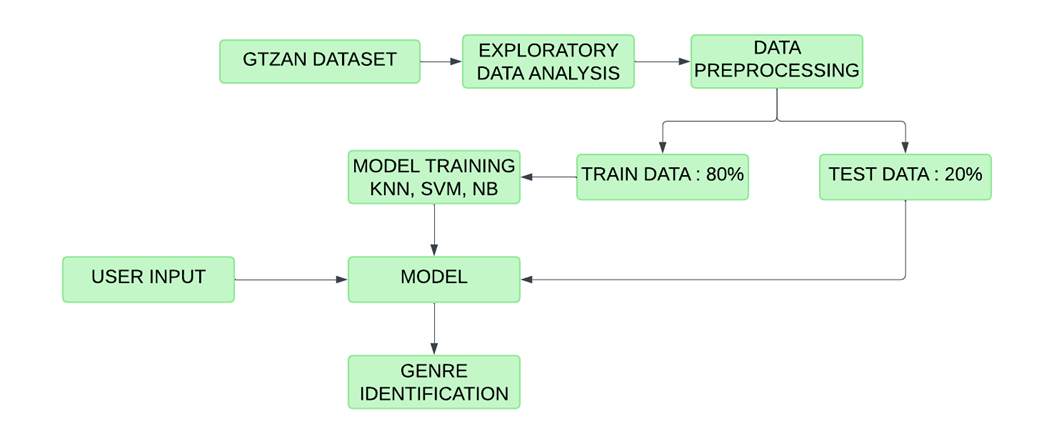 GTZAN DATASET
EXPLORATORY
DATA ANALYSIS
DATA
PREPROCESSING
MODEL TRAINING
KNN, SVM, NB
TRAIN DATA : 80%
TEST DATA : 20%
USER INPUT
MODEL
GENRE
IDENTIFICATION